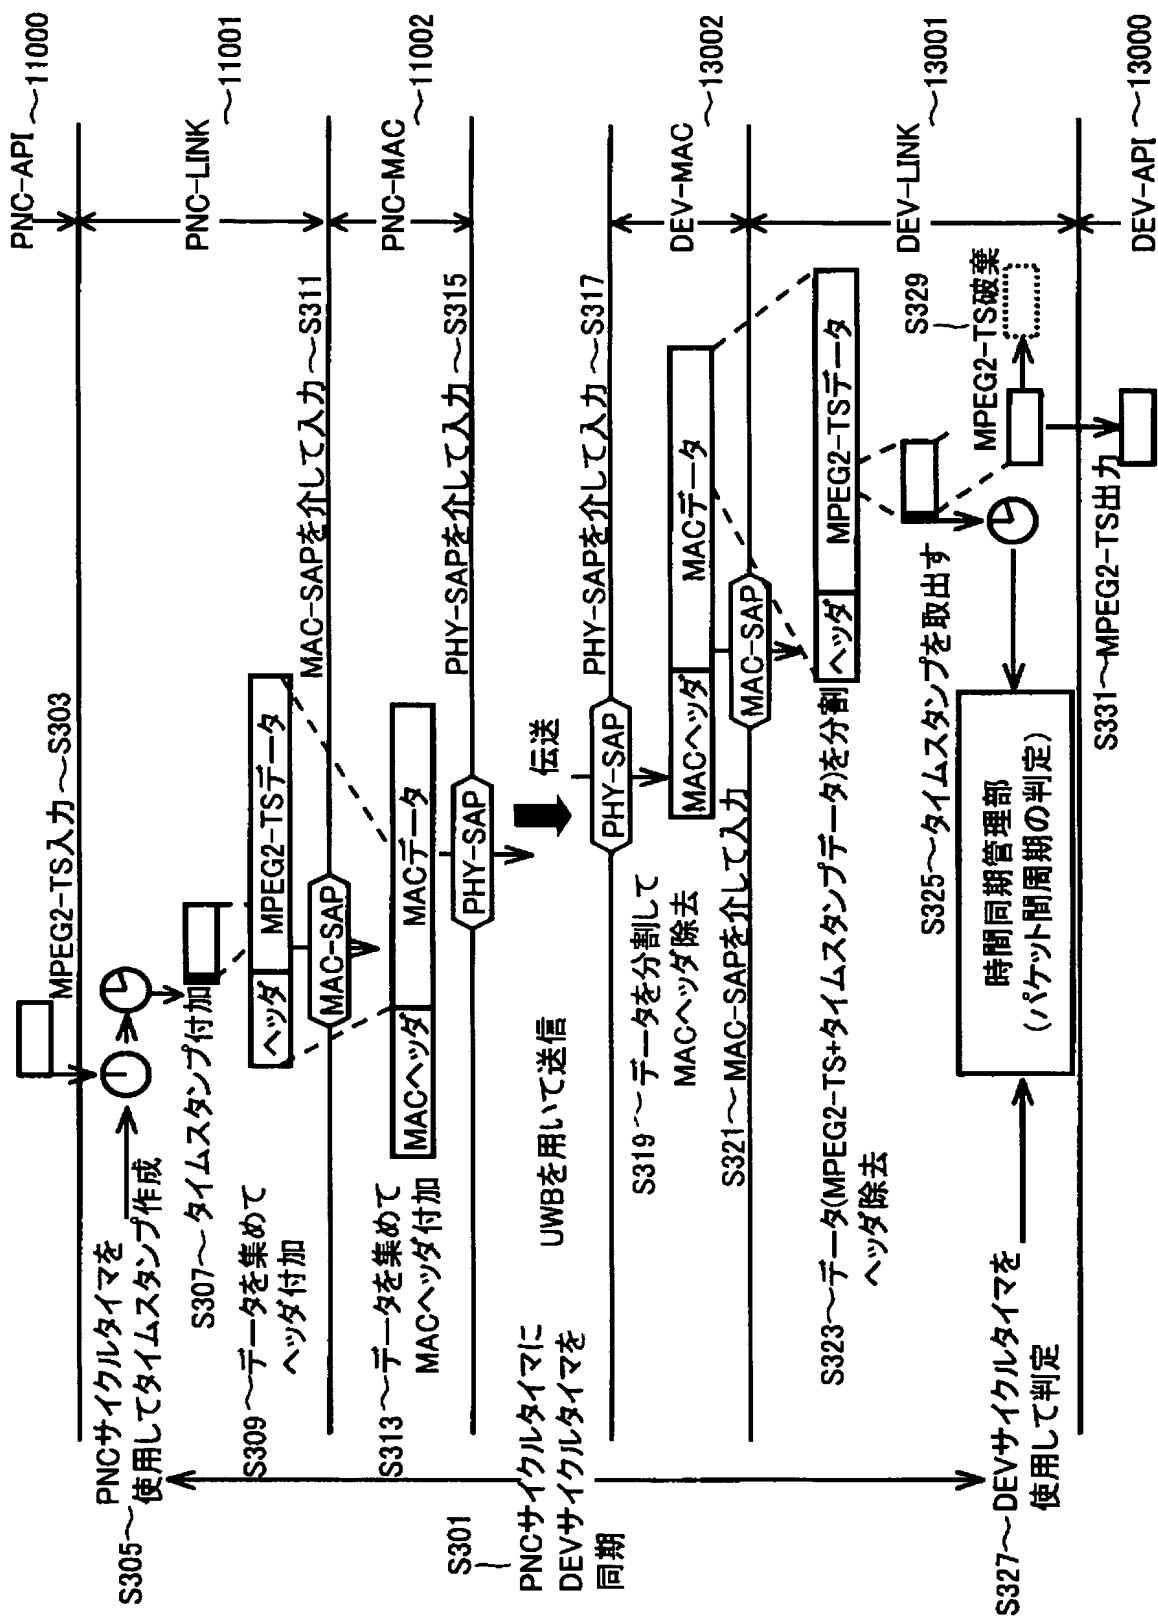 PNC-API ~11000
PNC-LINK ~11001
PNC-MAC ~11002
DEV-MAC ~13002
DEV-LINK ~13001
DEV-API ~13000
MPEG2-TS入力~S303
S305~PNCサイクルタイマを
使用してタイムスタンプ作成
S307~タイムスタンプ付加
S309~データを集めて
ヘッダ付加
ヘッダ
MPEG2-TSデータ
MAC-SAPを介して入力~S311
MAC-SAP
S313~データを集めて
MACヘッダ付加
MACヘッダ
MACデータ
PHY-SAPを介して入力~S315
PHY-SAP
S301
PNCサイクルタイマに
DEVサイクルタイマを
同期
UWBを用いて送信
伝送
PHY-SAPを介して入力~S317
PHY-SAP
S319~データを分割して
MACヘッダ除去
MACヘッダ
MACデータ
S321~MAC-SAPを介して入力
MAC-SAP
S323~データ(MPEG2-TS+タイムスタンプデータ)を分割
ヘッダ除去
ヘッダ
MPEG2-TSデータ
S325~タイムスタンプを取出す
S329
MPEG2-TS破棄
時間同期管理部
(パケット間周期の判定)
S327~DEVサイクルタイマを
使用して判定
S331~MPEG2-TS出力